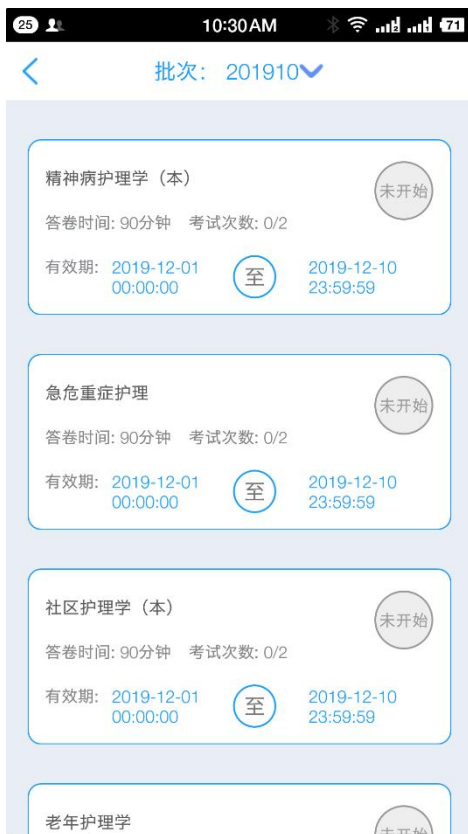 25 10:30AM 71
批次: 201910
精神病护理学（本）
未开始
答卷时间: 90分钟 考试次数: 0/2
有效期: 2019-12-01 00:00:00 至 2019-12-10 23:59:59
急危重症护理
未开始
答卷时间: 90分钟 考试次数: 0/2
有效期: 2019-12-01 00:00:00 至 2019-12-10 23:59:59
社区护理学（本）
未开始
答卷时间: 90分钟 考试次数: 0/2
有效期: 2019-12-01 00:00:00 至 2019-12-10 23:59:59
老年护理学
未开始